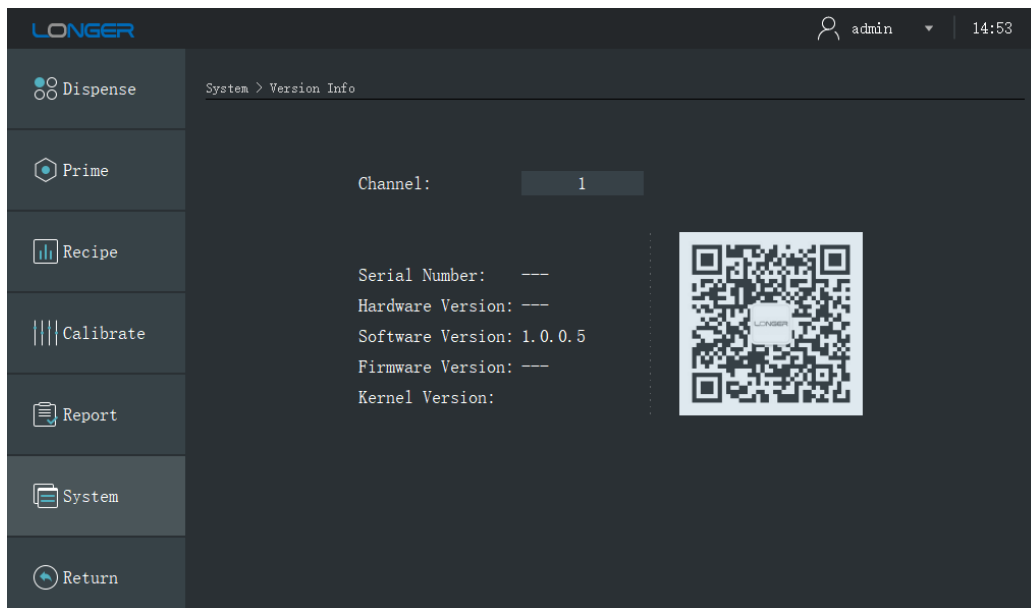 LONGER
admin
14:53
Dispense
Prime
Recipe
Calibrate
Report
System
Return
System > Version Info
Channel: 1
Serial Number: ---
Hardware Version: ---
Software Version: 1.0.0.5
Firmware Version: ---
Kernel Version:
LONGER